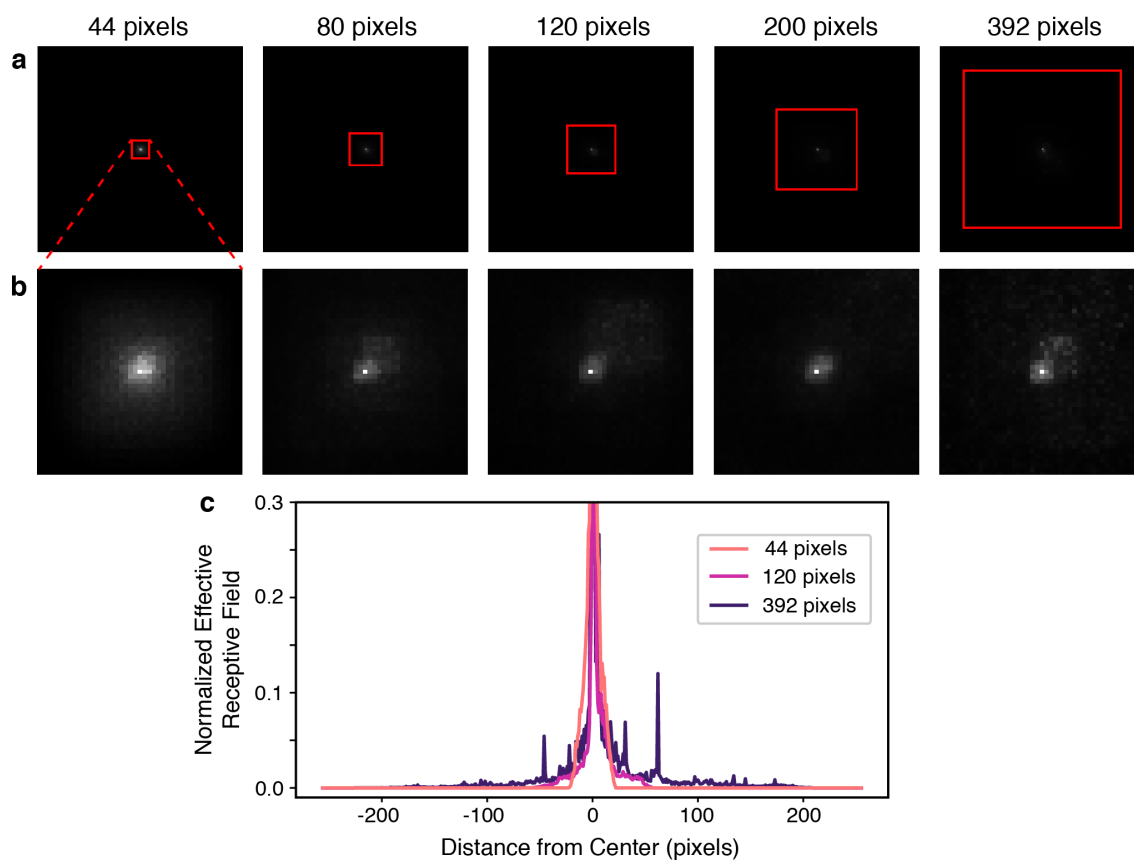 44 pixels 80 pixels 120 pixels 200 pixels 392 pixels
a
b
c
Normalized Effective
Receptive Field
0.3
0.2
0.1
0.0
44 pixels
120 pixels
392 pixels
-200 -100 0 100 200
Distance from Center (pixels)